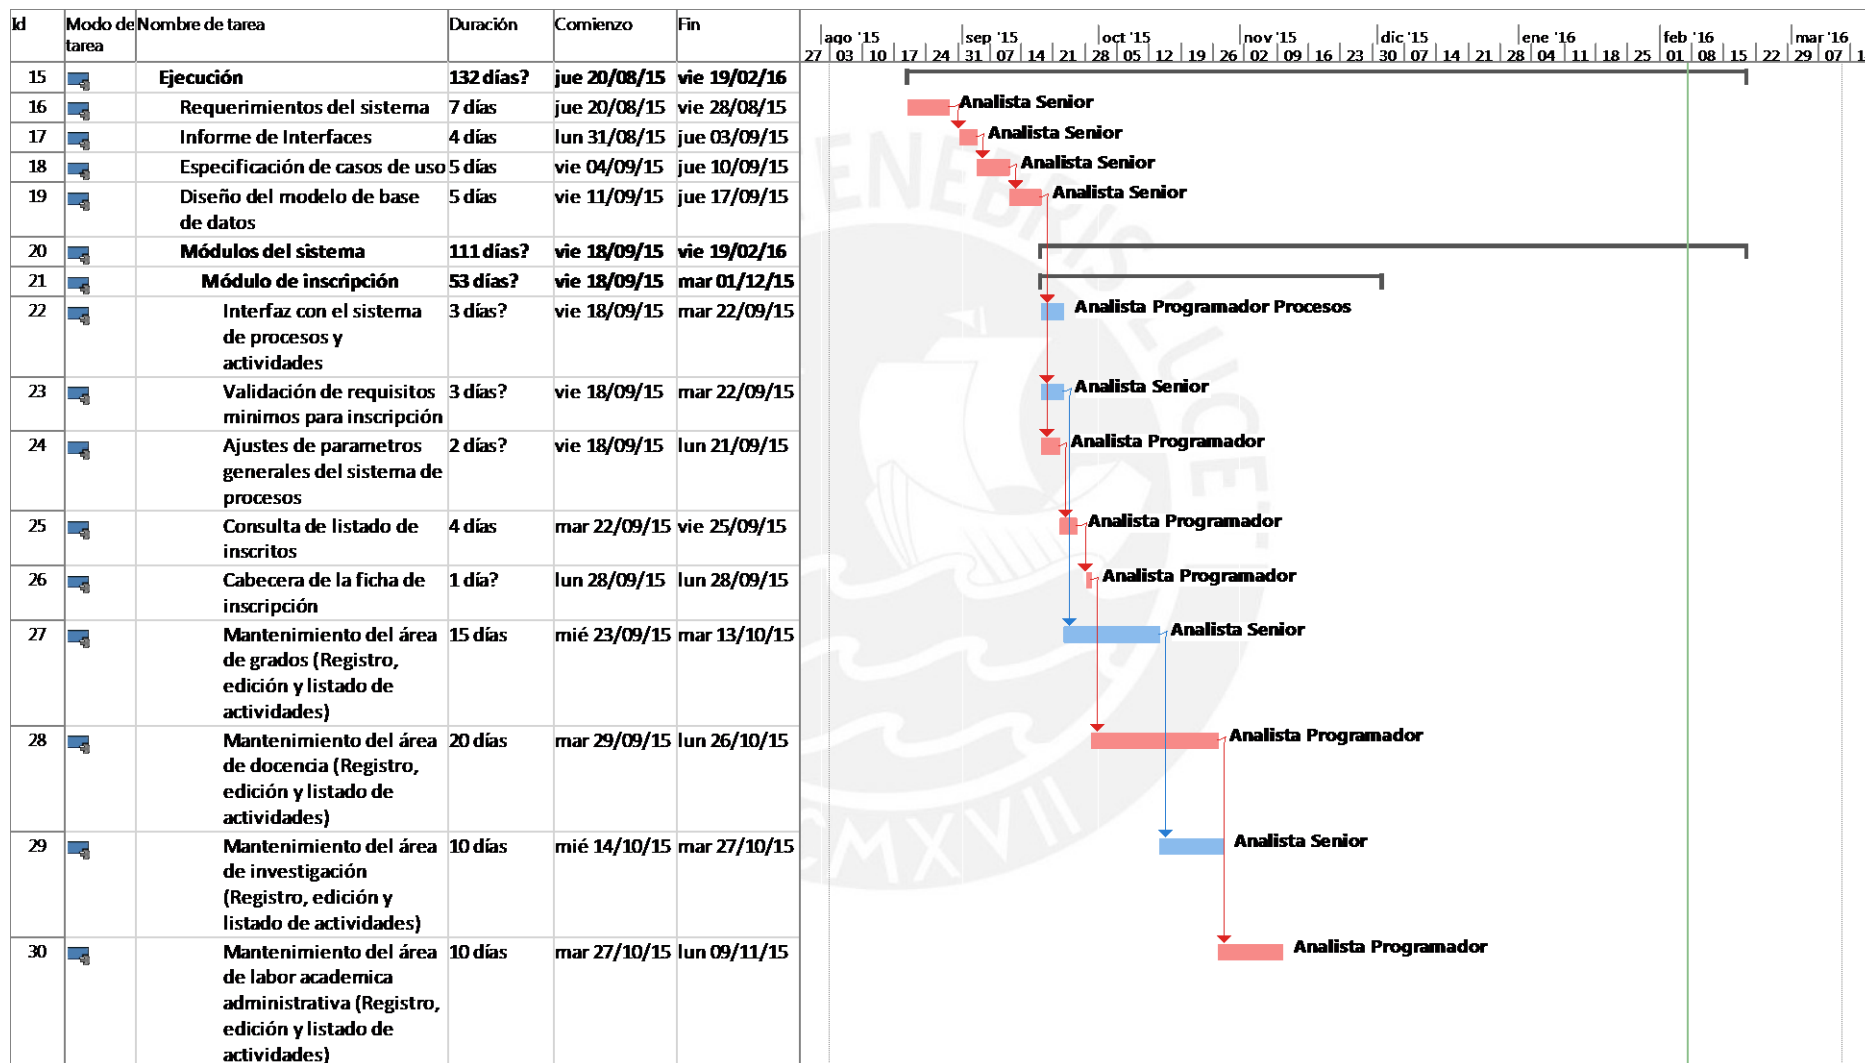 Id Modo de tarea Nombre de tarea Duración Comienzo Fin
ago '15 sep '15 oct '15 nov '15 dic '15 ene '16 feb '16 mar '16
27 03 10 17 24 31 07 14 21 28 05 12 19 26 02 09 16 23 30 07 14 21 28 04 11 18 25 01 08 15 22 29 07 1
15 Ejecución 132 días? jue 20/08/15 vie 19/02/16
16 Requerimientos del sistema 7 días jue 20/08/15 vie 28/08/15 Analista Senior
17 Informe de Interfaces 4 días lun 31/08/15 jue 03/09/15 Analista Senior
18 Especificación de casos de uso 5 días vie 04/09/15 jue 10/09/15 Analista Senior
19 Diseño del modelo de base 5 días vie 11/09/15 jue 17/09/15 Analista Senior
de datos
20 Módulos del sistema 111 días? vie 18/09/15 vie 19/02/16
21 Módulo de inscripción 53 días? vie 18/09/15 mar 01/12/15
22 Interfaz con el sistema 3 días? vie 18/09/15 mar 22/09/15 Analista Programador Procesos
de procesos y
actividades
23 Validación de requisitos 3 días? vie 18/09/15 mar 22/09/15 Analista Senior
minimos para inscripción
24 Ajustes de parametros 2 días? vie 18/09/15 lun 21/09/15 Analista Programador
generales del sistema de
procesos
25 Consulta de listado de 4 días mar 22/09/15 vie 25/09/15 Analista Programador
inscritos
26 Cabecera de la ficha de 1 día? lun 28/09/15 lun 28/09/15 Analista Programador
inscripción
27 Mantenimiento del área 15 días mié 23/09/15 mar 13/10/15 Analista Senior
de grados (Registro,
edición y listado de
actividades)
28 Mantenimiento del área 20 días mar 29/09/15 lun 26/10/15 Analista Programador
de docencia (Registro,
edición y listado de
actividades)
29 Mantenimiento del área 10 días mié 14/10/15 mar 27/10/15 Analista Senior
de investigación
(Registro, edición y
listado de actividades)
30 Mantenimiento del área 10 días mar 27/10/15 lun 09/11/15 Analista Programador
de labor academica
administrativa (Registro,
edición y listado de
actividades)